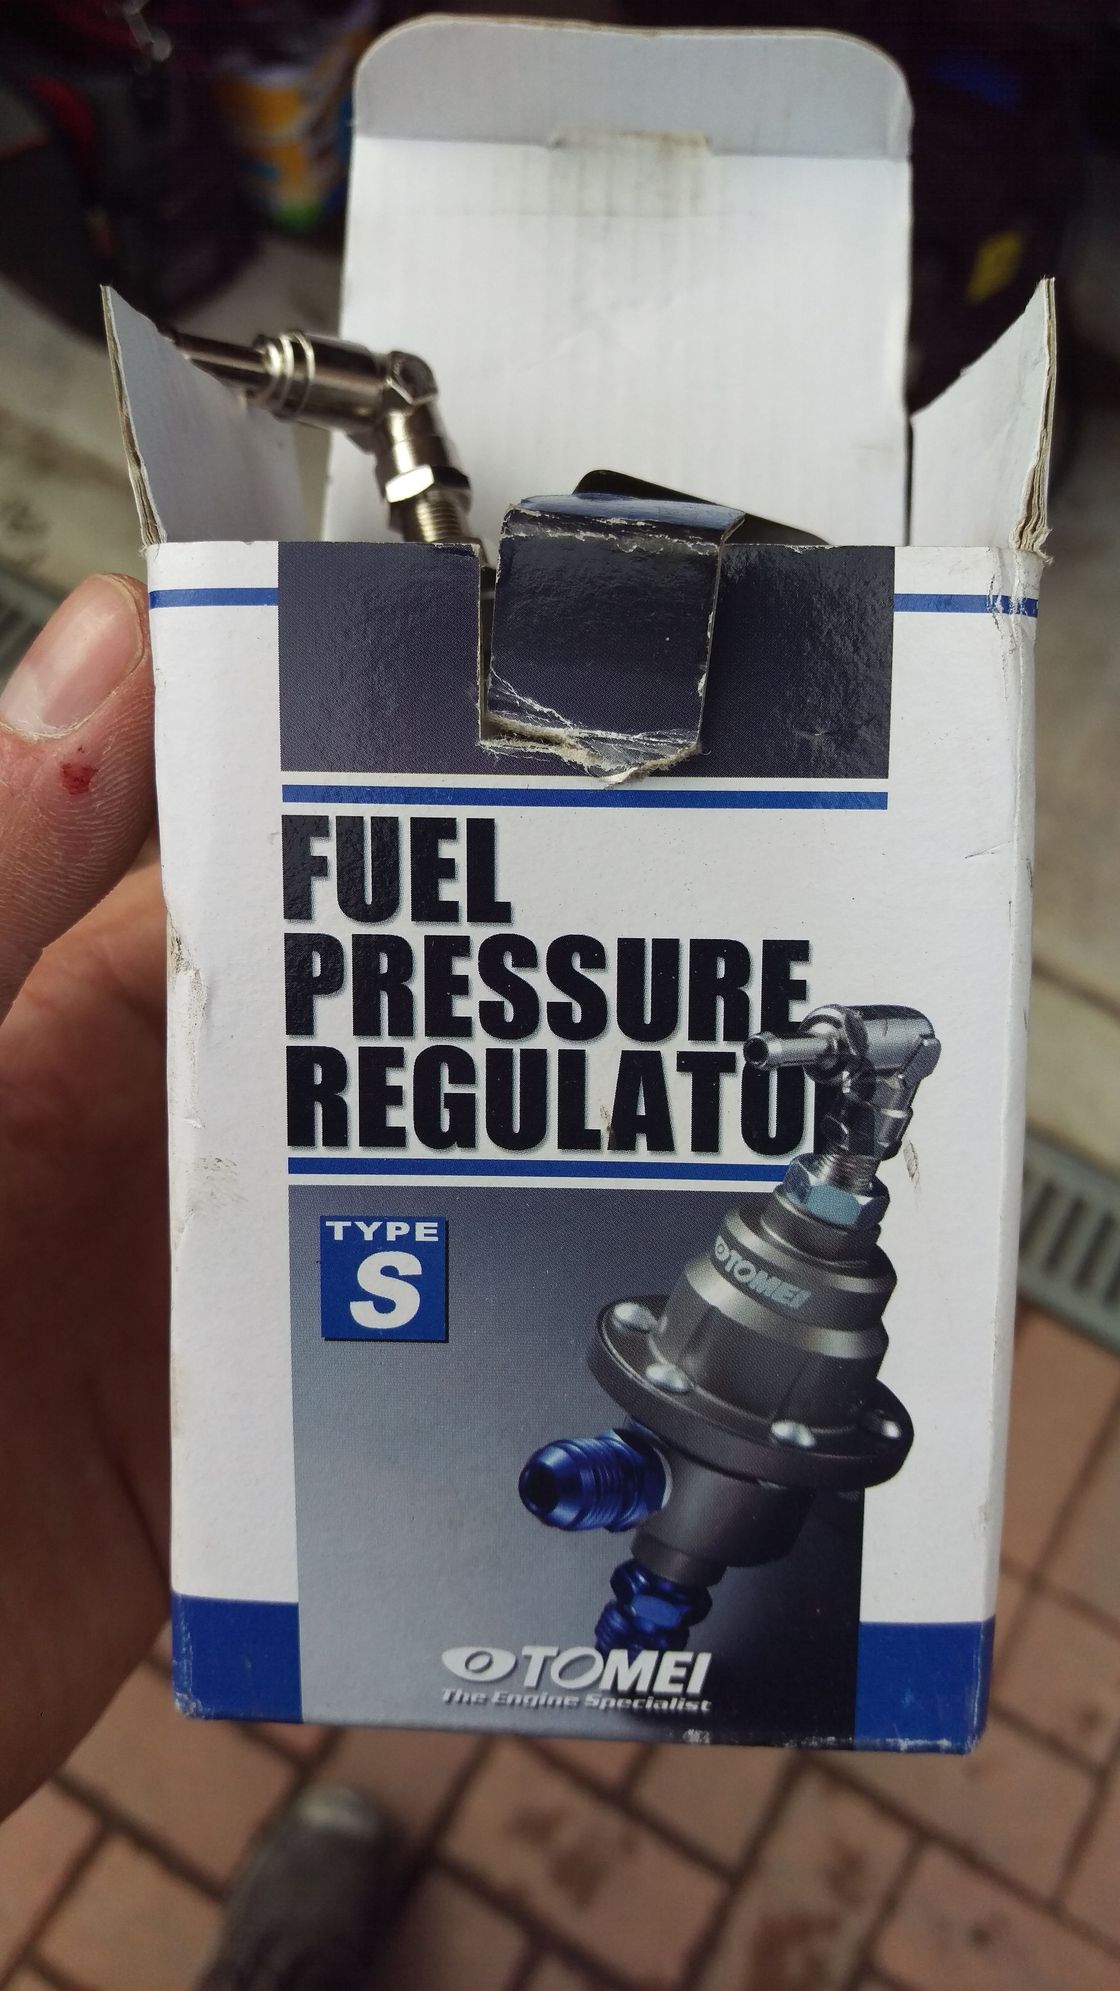 FUEL
PRESSURE
REGULATO
TYPE
S
TOMEI
TOMEI
The Engine Specialist